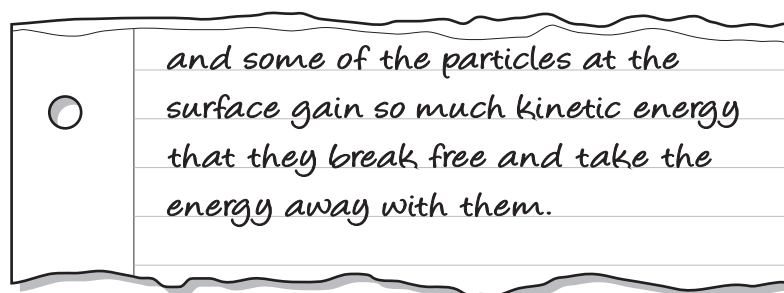 and some of the particles at the
surface gain so much kinetic energy
that they break free and take the
energy away with them.